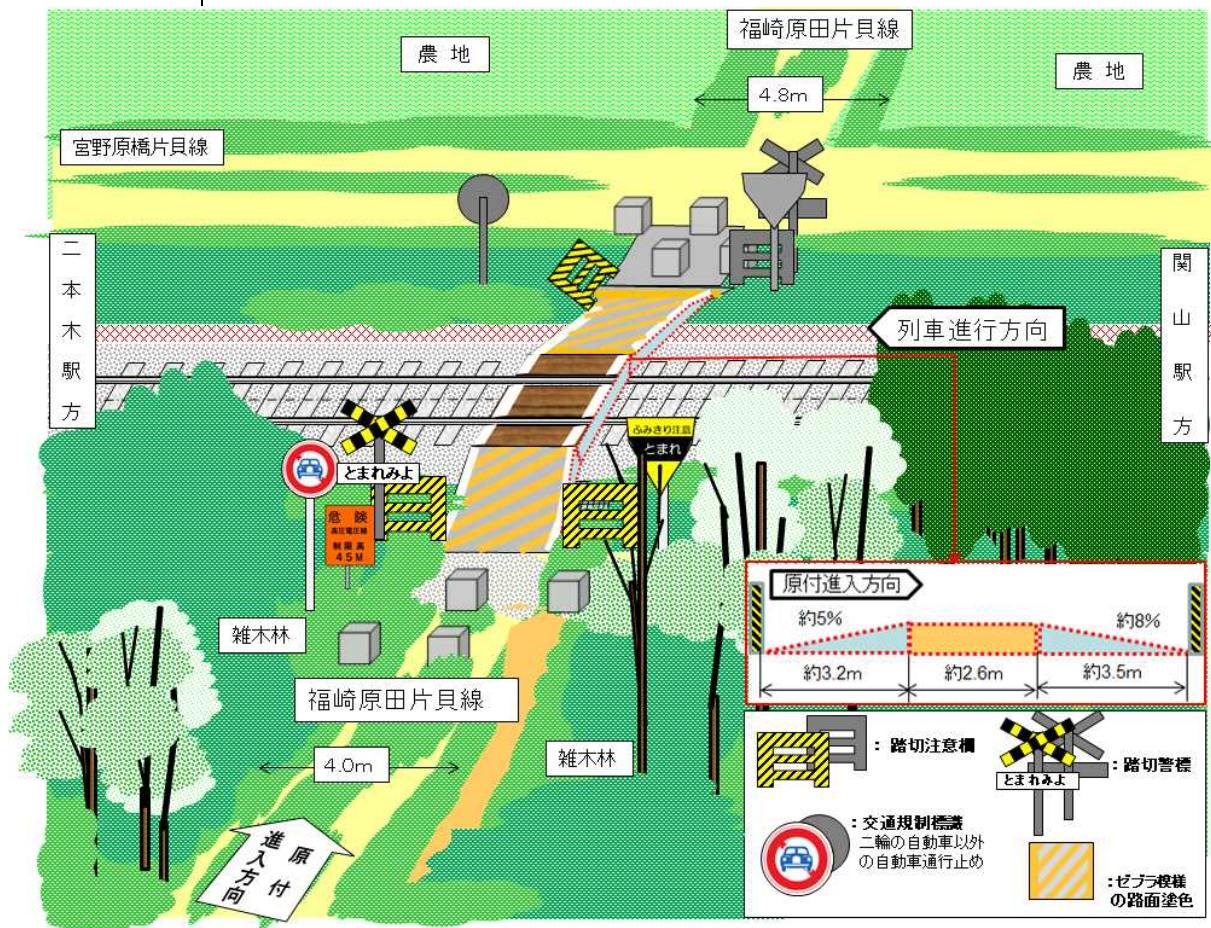 福崎原田片貝線
農 地
農 地
4.8m
宮野原橋片貝線
二本木駅方
関山駅方
列車進行方向
ふみきり注意
とまれ
とまれみよ
危 険
高圧電圧線
制限高
4.5M
原付進入方向
約5%
約8%
約3.2m
約2.6m
約3.5m
雑木林
福崎原田片貝線
4.0m
雑木林
原付
進入方向
：踏切注意柵
：踏切警標
とまれみよ
：交通規制標識
二輪の自動車以外
の自動車通行止め
：ゼブラ模様
の路面塗色